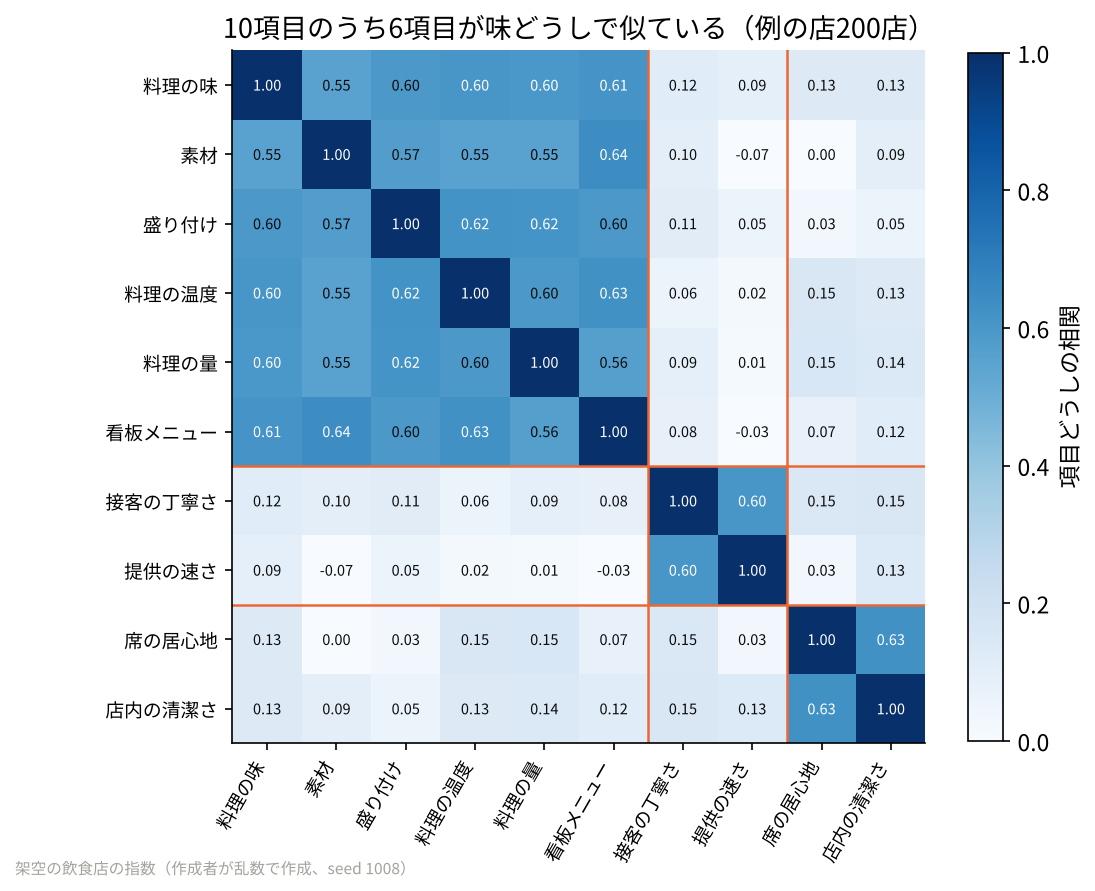 10項目のうち6項目が味どうしで似ている（例の店200店）
料理の味 1.00 0.55 0.60 0.60 0.60 0.61 0.12 0.09 0.13 0.13
素材 0.55 1.00 0.57 0.55 0.55 0.64 0.10 -0.07 0.00 0.09
盛り付け 0.60 0.57 1.00 0.62 0.62 0.60 0.11 0.05 0.03 0.05
料理の温度 0.60 0.55 0.62 1.00 0.60 0.63 0.06 0.02 0.15 0.13
料理の量 0.60 0.55 0.62 0.60 1.00 0.56 0.09 0.01 0.15 0.14
看板メニュー 0.61 0.64 0.60 0.63 0.56 1.00 0.08 -0.03 0.07 0.12
接客の丁寧さ 0.12 0.10 0.11 0.06 0.09 0.08 1.00 0.60 0.15 0.15
提供の速さ 0.09 -0.07 0.05 0.02 0.01 -0.03 0.60 1.00 0.03 0.13
席の居心地 0.13 0.00 0.03 0.15 0.15 0.07 0.15 0.03 1.00 0.63
店内の清潔さ 0.13 0.09 0.05 0.13 0.14 0.12 0.15 0.13 0.63 1.00
料理の味 素材 盛り付け 料理の温度 料理の量 看板メニュー 接客の丁寧さ 提供の速さ 席の居心地 店内の清潔さ
1.0
0.8
0.6
0.4
0.2
0.0
項目どうしの相関
架空の飲食店の指数（作成者が乱数で作成、seed 1008）